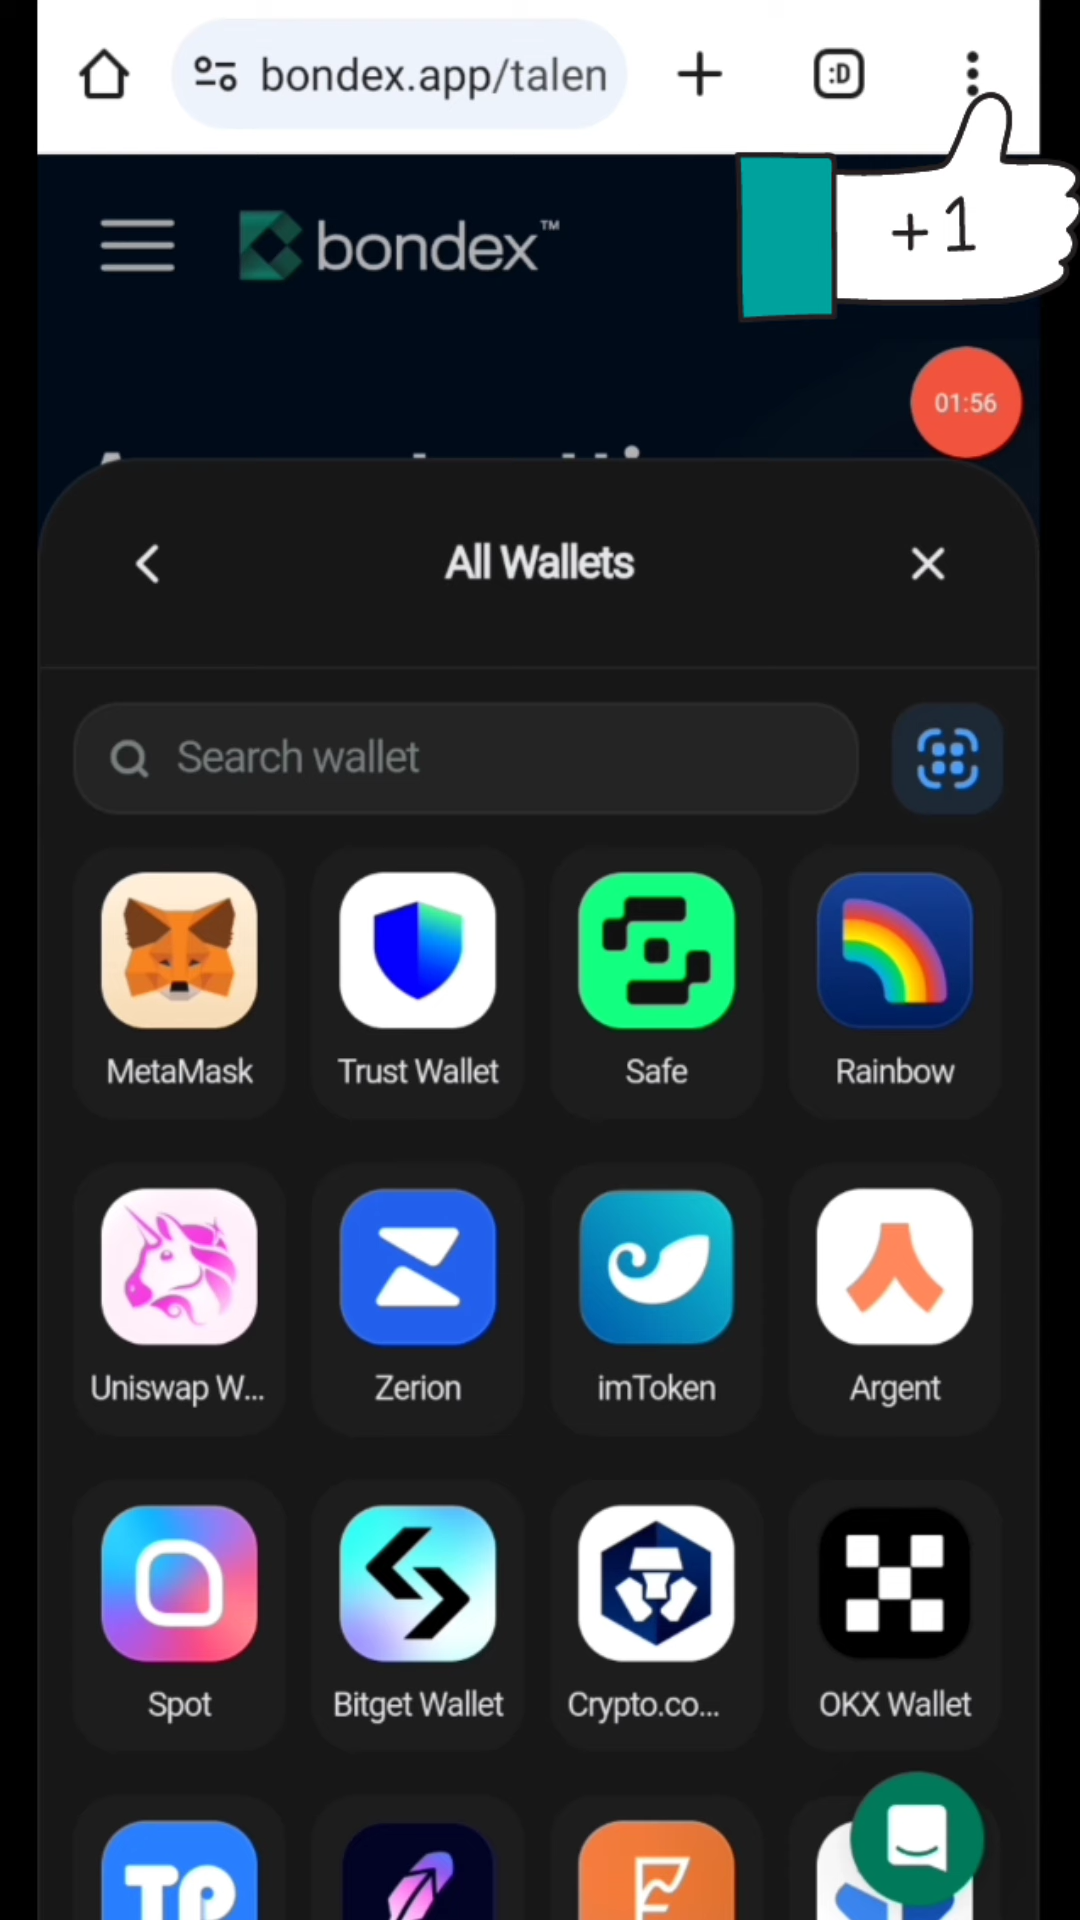 bondex.app/talen
:D
+1
bondex™
01:56
All Wallets
Search wallet
MetaMask
Trust Wallet
Safe
Rainbow
Uniswap W...
Zerion
imToken
Argent
Spot
Bitget Wallet
Crypto.co...
OKX Wallet
TP